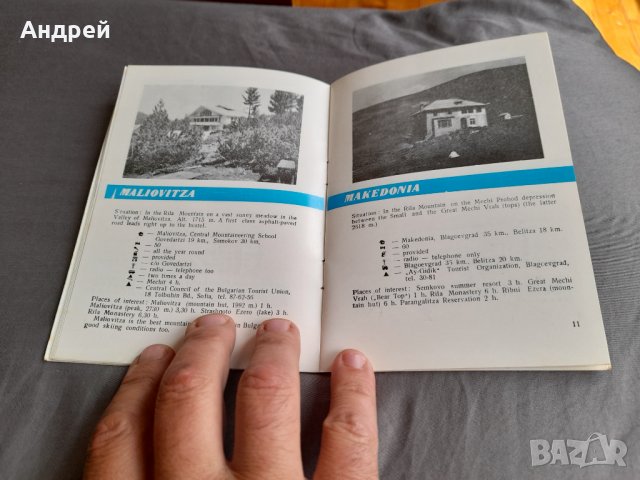 Андрей
MALIOVITZA
Situation: In the Rila Mountain on a vast sunny meadow in the
Valley of Maliovitza. Alt. 1715 m. A first class asphalt-paved
road leads right up to the hostel.
— Maliovitza, Central Mountaineering School
Govedartzi 19 km., Samokov 30 km.
— 50
— all the year round
— provided
— c/o Govedartzi
— radio — telephone too
— two times a day
— Mechit 4 h.
— Central Council of the Bulgarian Tourist Union,
18 Tolbuhin Bd., Sofia, tel. 87-67-55
Places of interest: Maliovitza (mountain hut, 1997 m.) 1 h.
Maliovitza (peak, 2730 m.) 3,30 h. Strashnoto Ezero (lake) 3 h.
Rila Monastery 6,30 h.
Maliovitza is the best mountain in Bulgaria
good skiing conditions too.
MAKEDONIA
Situation: In the Rila Mountain on the Mechi Prohod depression
between the Small and the Great Mechi Vrah (tops) (the latter
2618 m.)
— Makedonia, Blagoevgrad 35 km., Belitza 18 km.
— 60
— provided
— radio — telephone only
— Blagoevgrad 35 km., Belitza 20 km.
— „Ay-Gidik" Tourist Organization, Blagoevgrad,
tel. 30-81
Places of interest: Semkovo summer resort 3 h. Great Mechi
Vrah („Bear Top") 1 h. Rila Monastery 6 h. Ribni Ezera (moun-
tain hut) 6 h. Parangalitza Reservation 2 h.
11
BAZAR